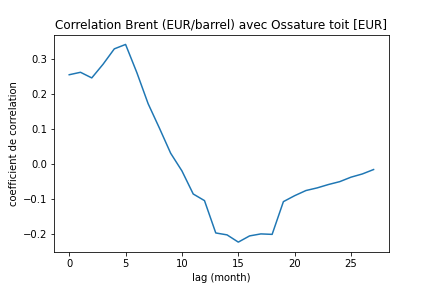 Correlation Brent (EUR/barrel) avec Ossature toit [EUR]
coefficient de correlation
0.3
0.2
0.1
0.0
−0.1
−0.2
0 5 10 15 20 25
lag (month)